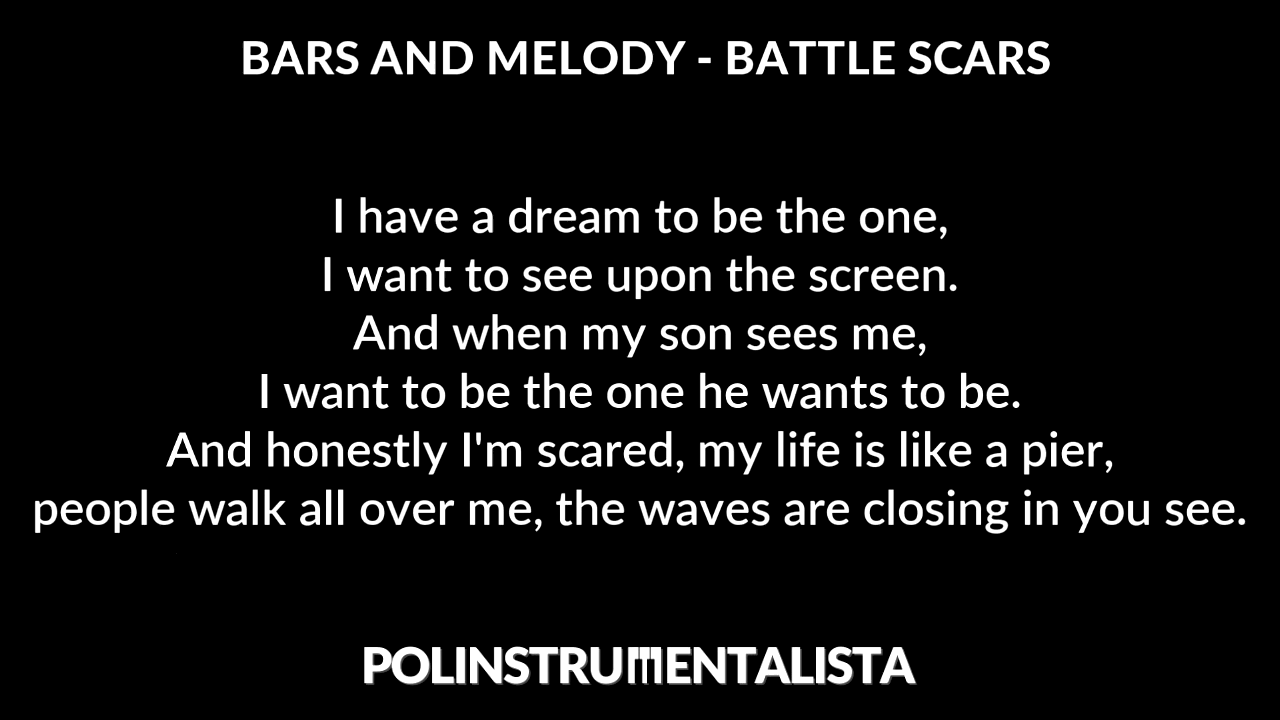 BARS AND MELODY - BATTLE SCARS
I have a dream to be the one,
I want to see upon the screen.
And when my son sees me,
I want to be the one he wants to be.
And honestly I'm scared, my life is like a pier,
people walk all over me, the waves are closing in you see.
POLINSTRUMENTALISTA